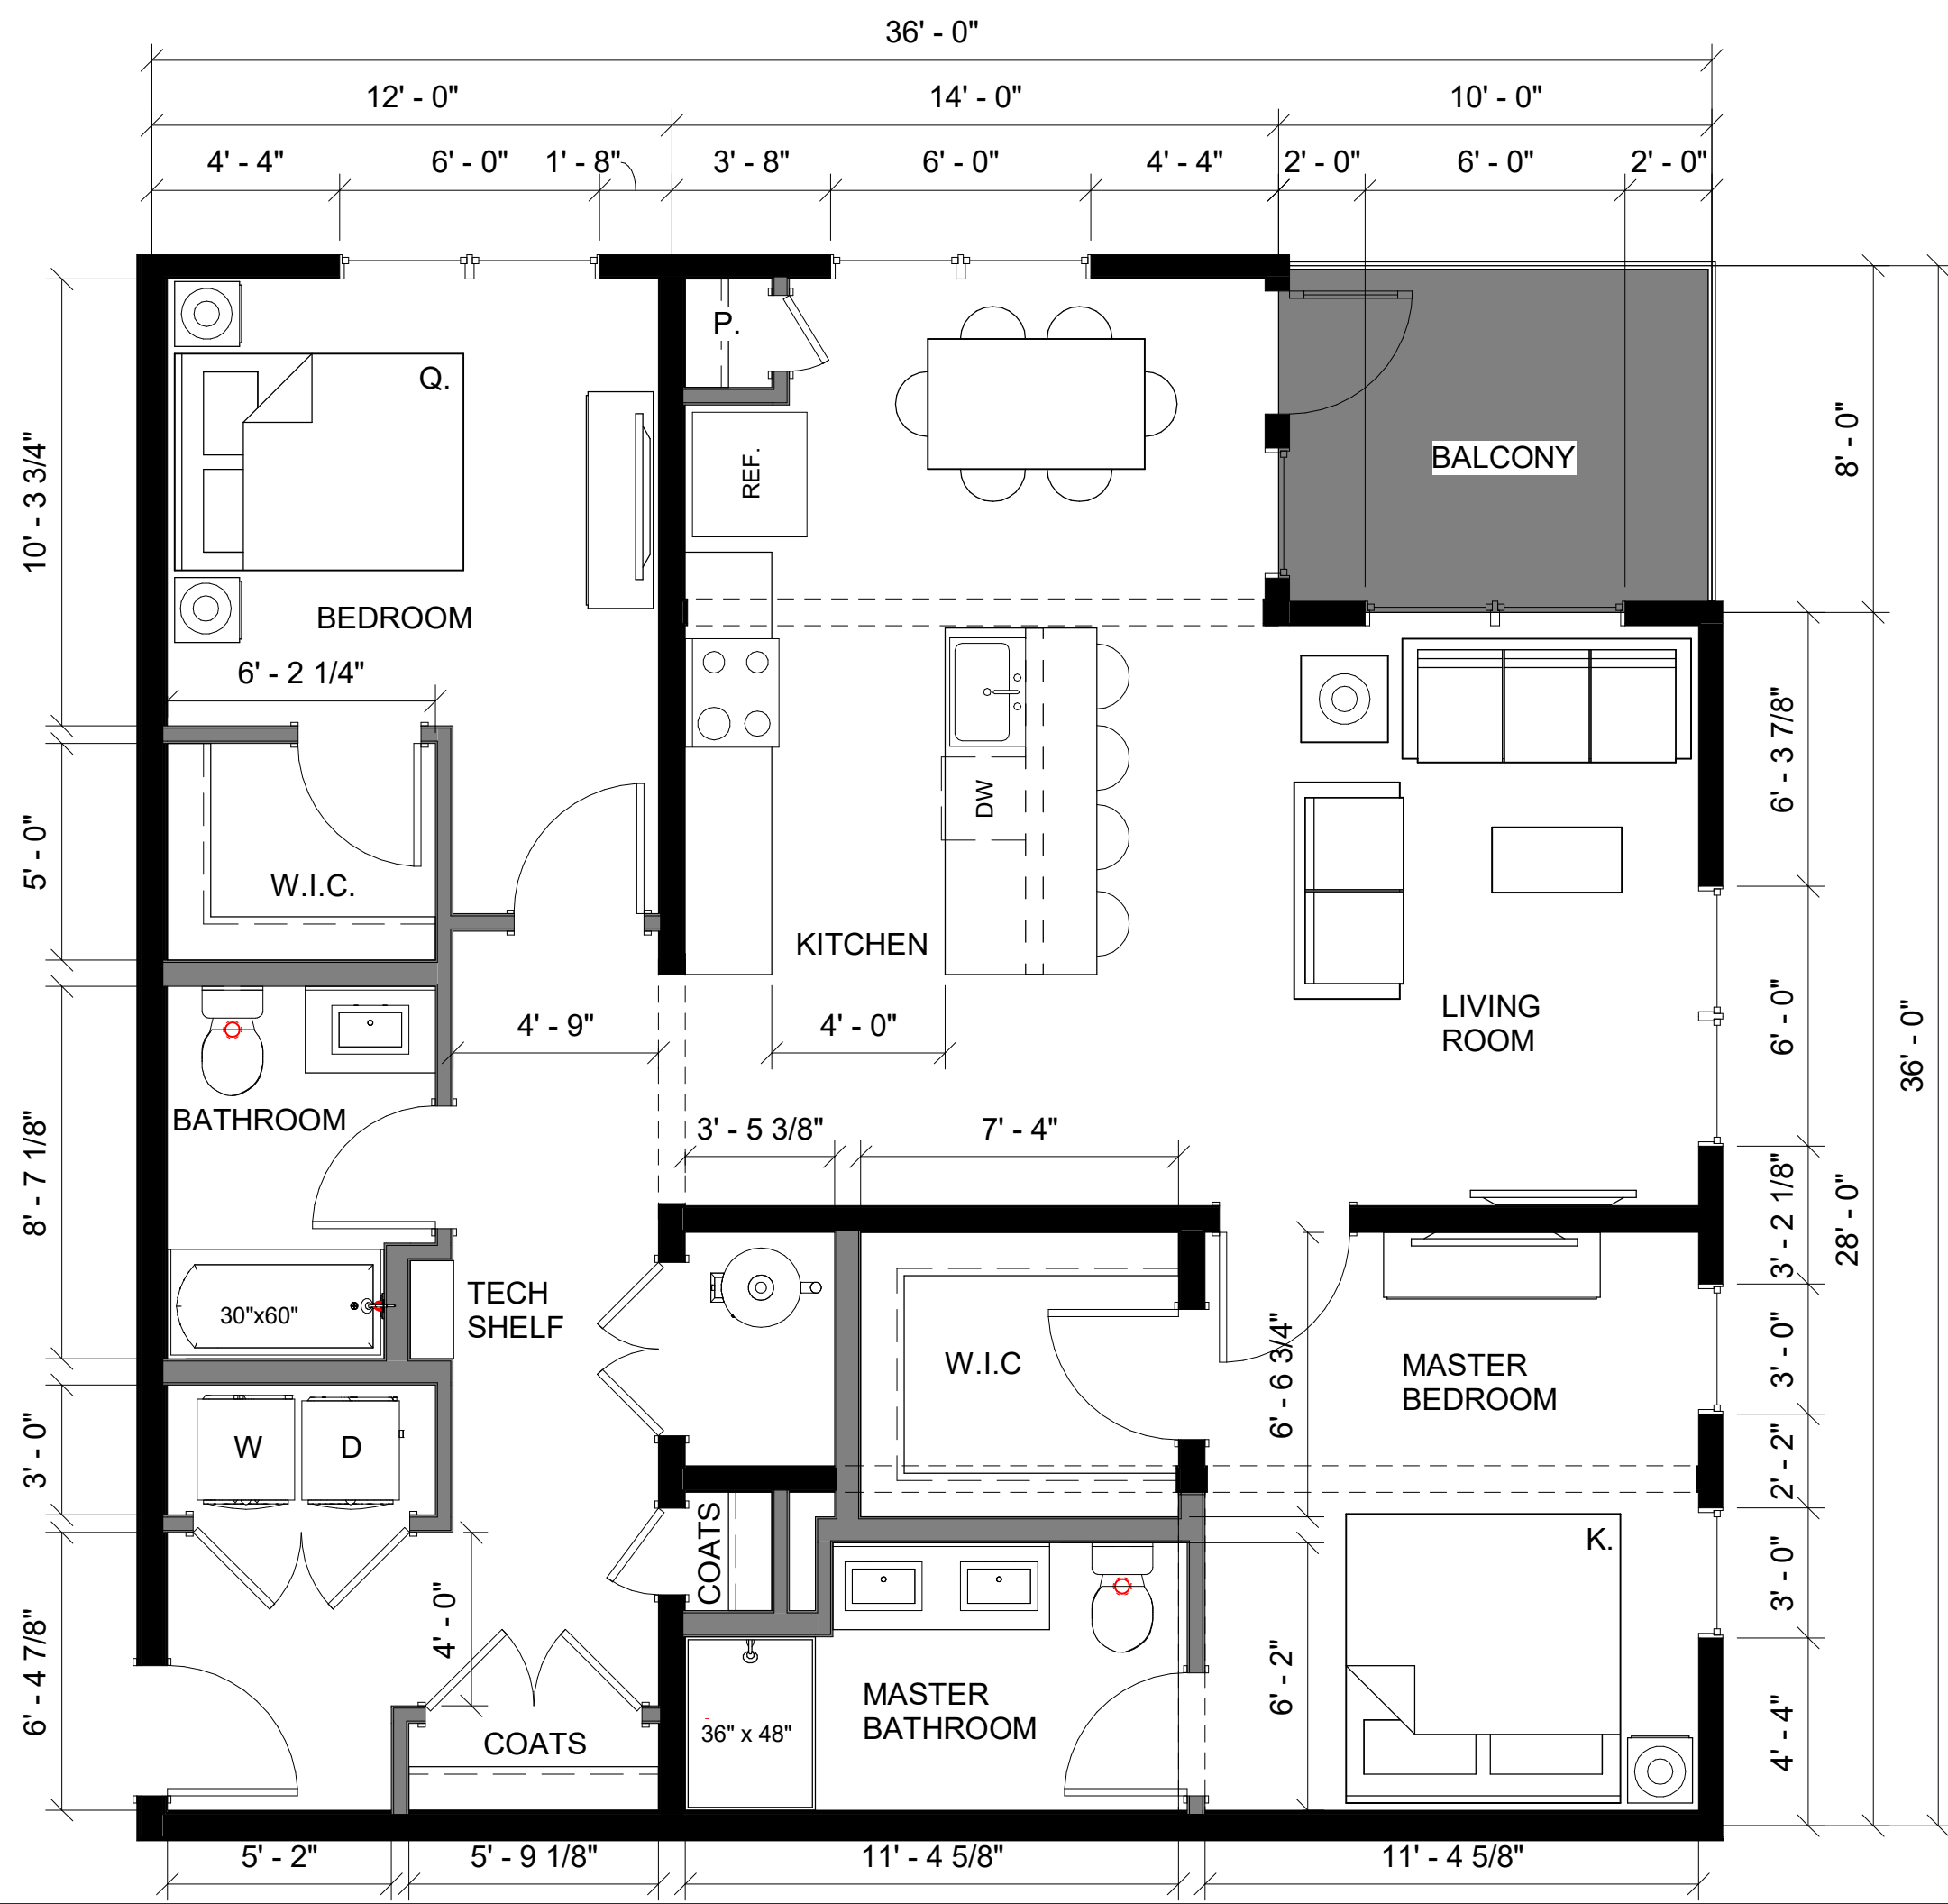 36' - 0"
12' - 0"
14' - 0"
10' - 0"
4' - 4"
6' - 0"
1' - 8"
3' - 8"
6' - 0"
4' - 4"
2' - 0"
6' - 0"
2' - 0"
P.
Q.
REF.
BALCONY
10' - 3 3/4"
8' - 0"
BEDROOM
6' - 2 1/4"
6' - 3 7/8"
DW
5' - 0"
W.I.C.
KITCHEN
LIVING
ROOM
4' - 9"
4' - 0"
6' - 0"
36' - 0"
BATHROOM
3' - 5 3/8"
7' - 4"
8' - 7 1/8"
3' - 2 1/8"
28' - 0"
TECH
SHELF
30"x60"
W.I.C
6' - 6 3/4"
MASTER
BEDROOM
3' - 0"
W
D
3' - 0"
2' - 2"
COATS
K.
3' - 0"
4' - 0"
6' - 4 7/8"
6' - 2"
MASTER
BATHROOM
36" x 48"
COATS
4' - 4"
5' - 2"
5' - 9 1/8"
11' - 4 5/8"
11' - 4 5/8"